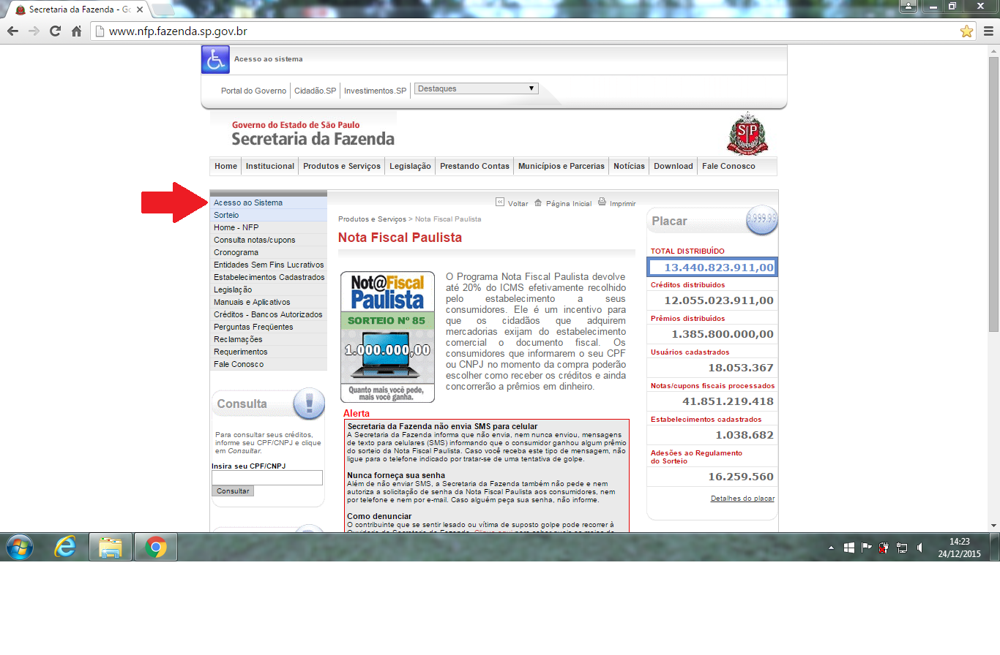 Secretaria da Fazenda - Go
www.nfp.fazenda.sp.gov.br
Acesso ao sistema
Portal do Governo
Cidadão.SP
Investimentos.SP
Destaques
Governo do Estado de São Paulo
Secretaria da Fazenda
SP
Home
Institucional
Produtos e Serviços
Legislação
Prestando Contas
Municípios e Parcerias
Notícias
Download
Fale Conosco
Acesso ao Sistema
Sorteio
Home - NFP
Consulta notas/cupons
Cronograma
Entidades Sem Fins Lucrativos
Estabelecimentos Cadastrados
Legislação
Manuais e Aplicativos
Créditos - Bancos Autorizados
Perguntas Freqüentes
Reclamações
Requerimentos
Fale Conosco
Consulta
Para consultar seus créditos,
informe seu CPF/CNPJ e clique
em Consultar.
Insira seu CPF/CNPJ
Consultar
Voltar
Página Inicial
Imprimir
Produtos e Serviços > Nota Fiscal Paulista
Nota Fiscal Paulista
Not@Fiscal
Paulista
SORTEIO Nº 85
1.000.000,00
Quanto mais você pede,
mais você ganha.
O Programa Nota Fiscal Paulista devolve
até 20% do ICMS efetivamente recolhido
pelo estabelecimento a seus
consumidores. Ele é um incentivo para
que os cidadãos que adquirem
mercadorias exijam do estabelecimento
comercial o documento fiscal. Os
consumidores que informarem o seu CPF
ou CNPJ no momento da compra poderão
escolher como receber os créditos e ainda
concorrerão a prêmios em dinheiro.
Alerta
Secretaria da Fazenda não envia SMS para celular
A Secretaria da Fazenda informa que não envia, nem nunca enviou, mensagens
de texto para celulares (SMS) informando que o consumidor ganhou algum prêmio
do sorteio da Nota Fiscal Paulista. Caso você receba este tipo de mensagem, não
ligue para o telefone indicado por tratar-se de uma tentativa de golpe.
Nunca forneça sua senha
Além de não enviar SMS, a Secretaria da Fazenda também não pede e nem
autoriza a solicitação de senha da Nota Fiscal Paulista aos consumidores, nem
por telefone e nem por e-mail. Caso alguém peça sua senha, não informe.
Como denunciar
O contribuinte que se sentir lesado ou vítima de suposto golpe pode recorrer à
Placar
9.999.99
TOTAL DISTRIBUÍDO
13.440.823.911,00
Créditos distribuidos
12.055.023.911,00
Prêmios distribuídos
1.385.800.000,00
Usuários cadastrados
18.053.367
Notas/cupons fiscais processados
41.851.219.418
Estabelecimentos cadastrados
1.038.682
Adesões ao Regulamento
do Sorteio
16.259.560
Detalhes do placar
14:23
24/12/2015